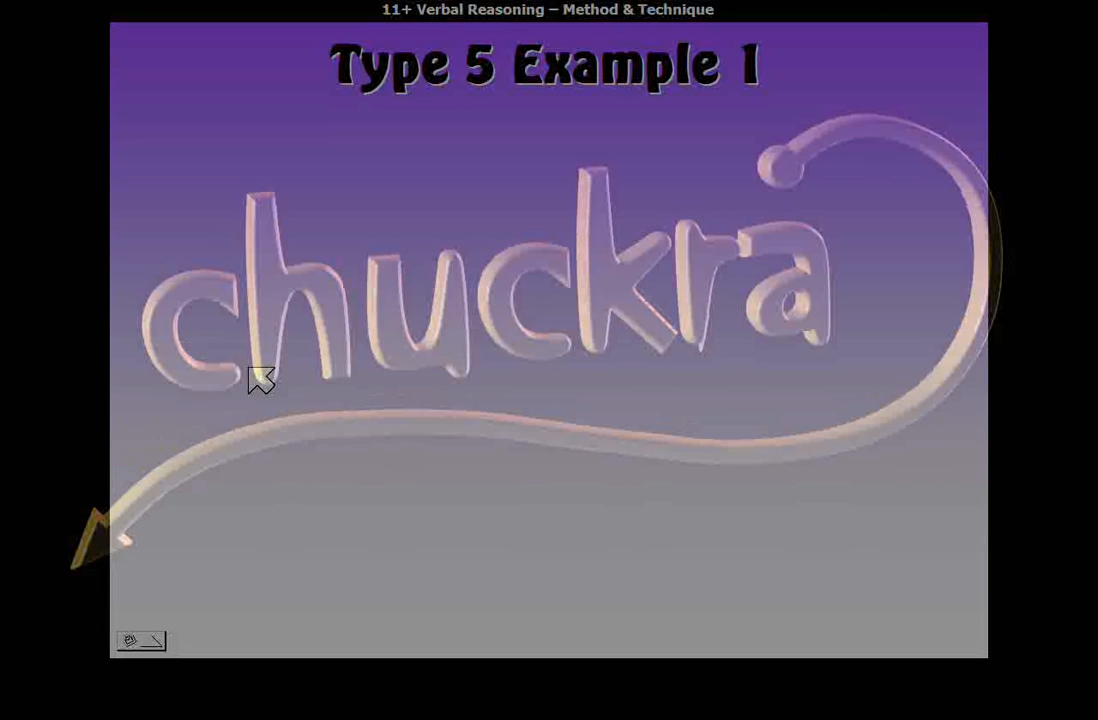 11+ Verbal Reasoning – Method & Technique
Type 5 Example 1
chuckra